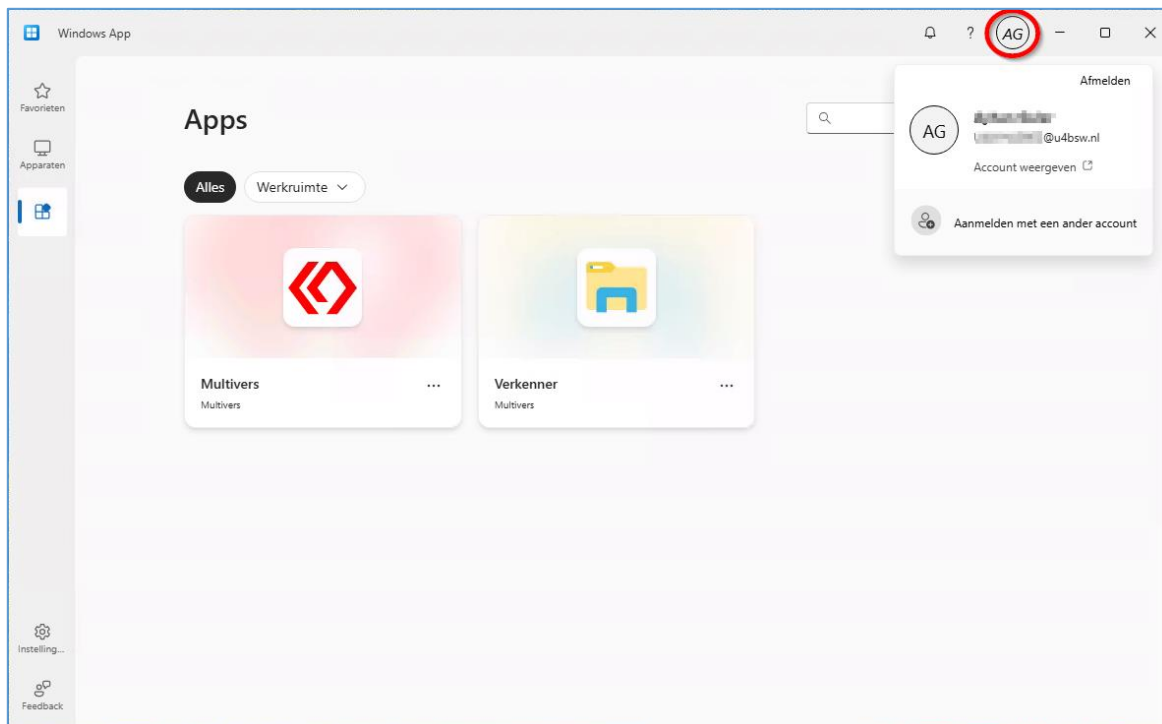 Windows App
?
AG
Favorieten
Apparaten
Instelling...
Feedback
Apps
Alles
Werkruimte
Multivers
Multivers
Verkenner
Multivers
Afmelden
AG
@u4bsw.nl
Account weergeven
Aanmelden met een ander account